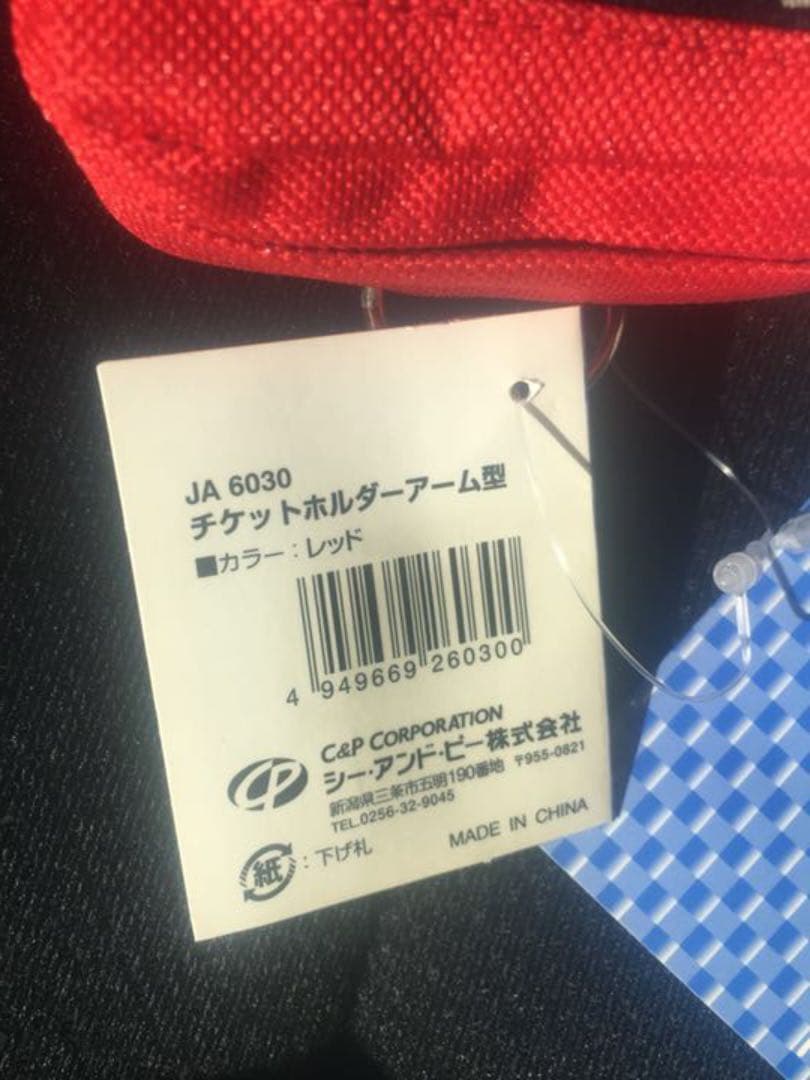 JA 6030
チケットホルダーアーム型
■カラー：レッド
4 949669 260300
CP
C&P CORPORATION
シー・アンド・ピー株式会社
新潟県三条市五明190番地 〒955-0821
TEL.0256-32-9045
紙：下げ札
MADE IN CHINA